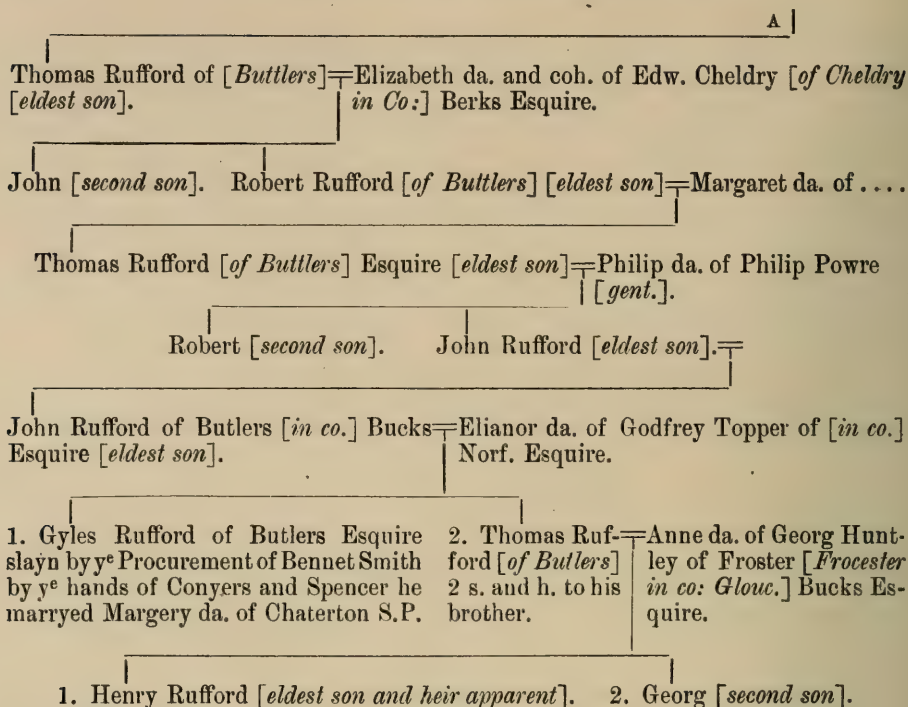 A
Thomas Rufford of [Buttlers]=Elizabeth da. and coh. of Edw. Cheldry [of Cheldry
[eldest son]. in Co:] Berks Esquire.
John [second son]. Robert Rufford [of Buttlers] [eldest son]=Margaret da. of ....
Thomas Rufford [of Buttlers] Esquire [eldest son]=Philip da. of Philip Powre
[gent.].
Robert [second son]. John Rufford [eldest son].=
John Rufford of Butlers [in co.] Bucks=Elianor da. of Godfrey Topper of [in co.]
Esquire [eldest son]. Norf. Esquire.
1. Gyles Rufford of Butlers Esquire
slayn by yᵉ Procurement of Bennet Smith
by yᵉ hands of Conyers and Spencer he
marryed Margery da. of Chaterton S.P.
2. Thomas Ruf-
ford [of Butlers]
2 s. and h. to his
brother.
=Anne da. of Georg Hunt-
ley of Froster [Frocester
in co: Glouc.] Bucks Es-
quire.
1. Henry Rufford [eldest son and heir apparent]. 2. Georg [second son].